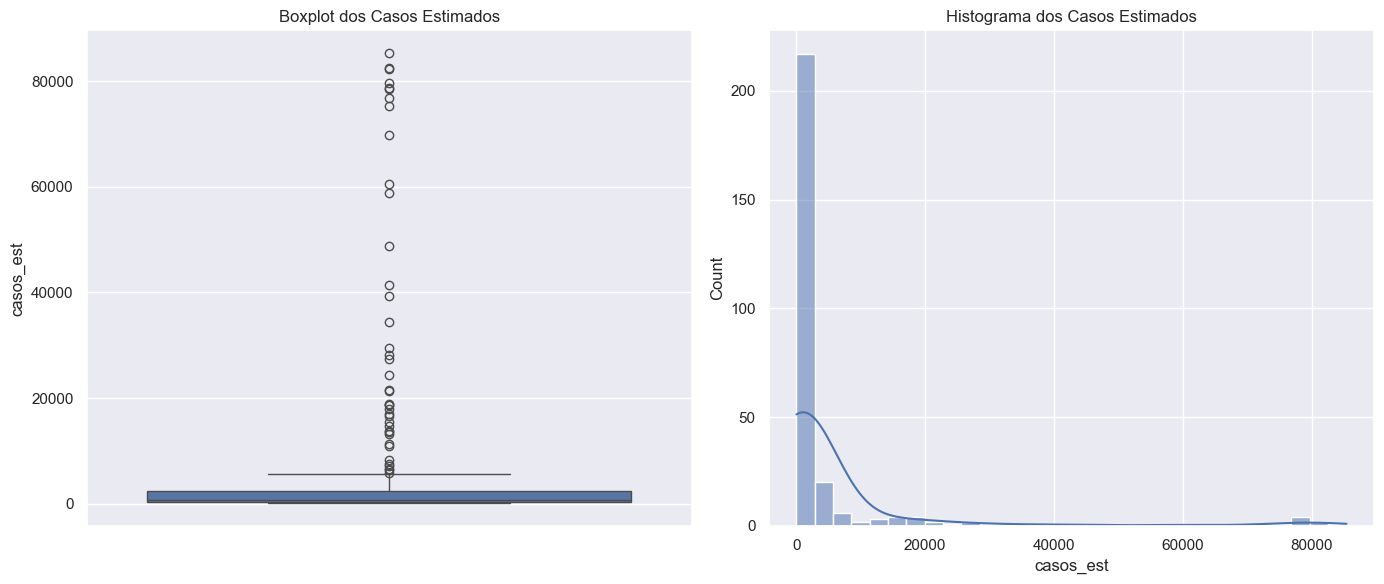 Boxplot dos Casos Estimados
80000
60000
40000
20000
0
casos_est
Histograma dos Casos Estimados
200
150
100
50
0
Count
0 20000 40000 60000 80000
casos_est